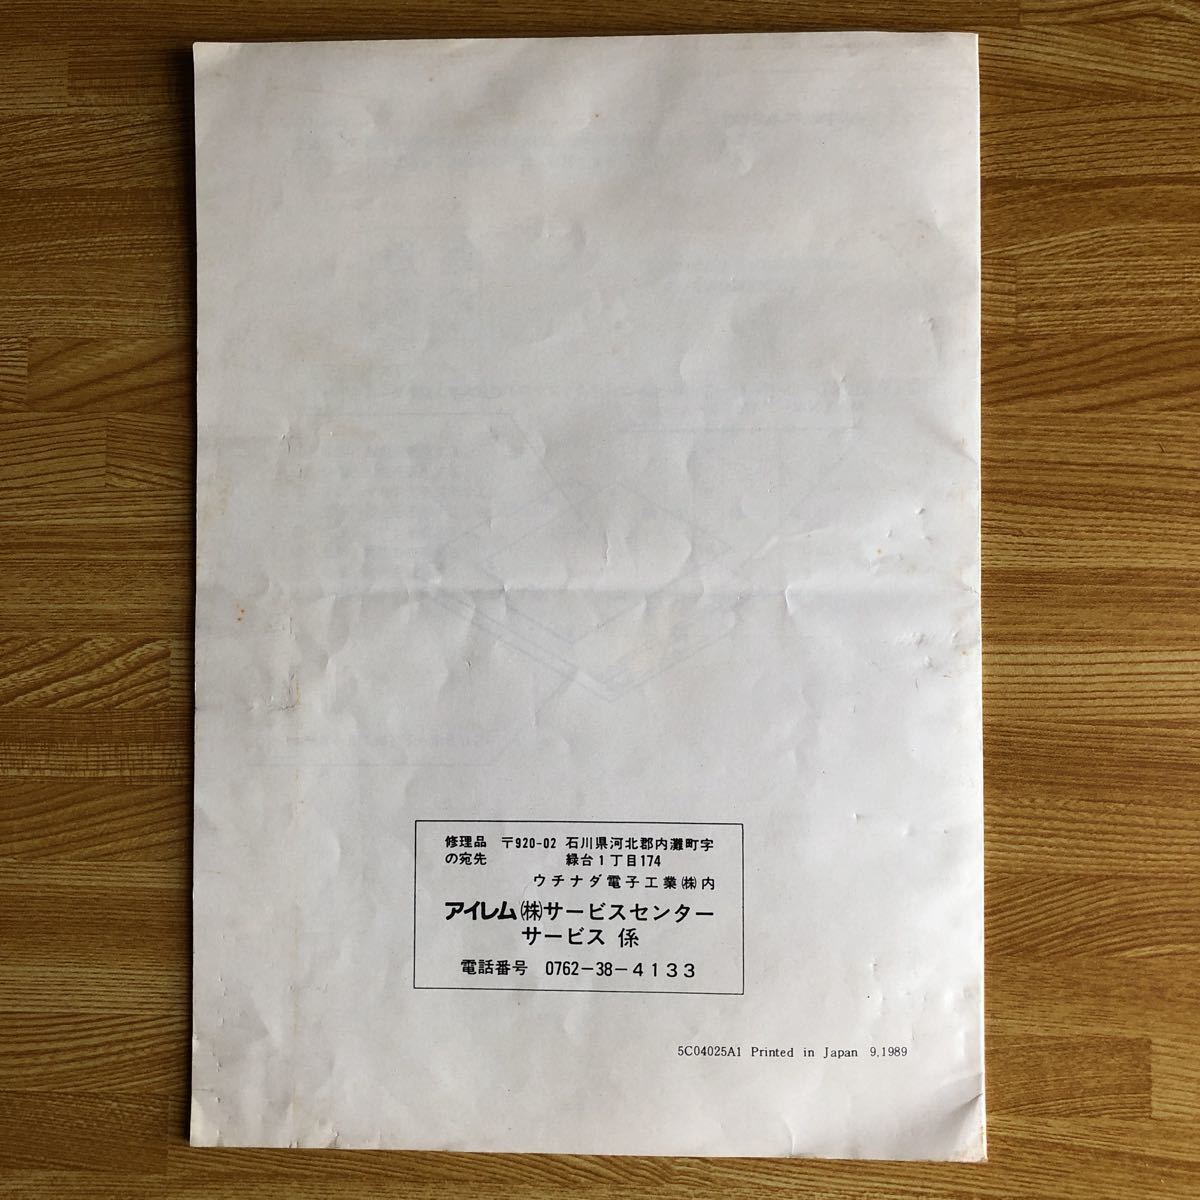 修理品 〒920-02 石川県河北郡内灘町字
の宛先 緑台1丁目174
ウチナダ電子工業㈱内
アイレム㈱サービスセンター
サービス 係
電話番号 0762-38-4133
5C04025A1 Printed in Japan 9,1989